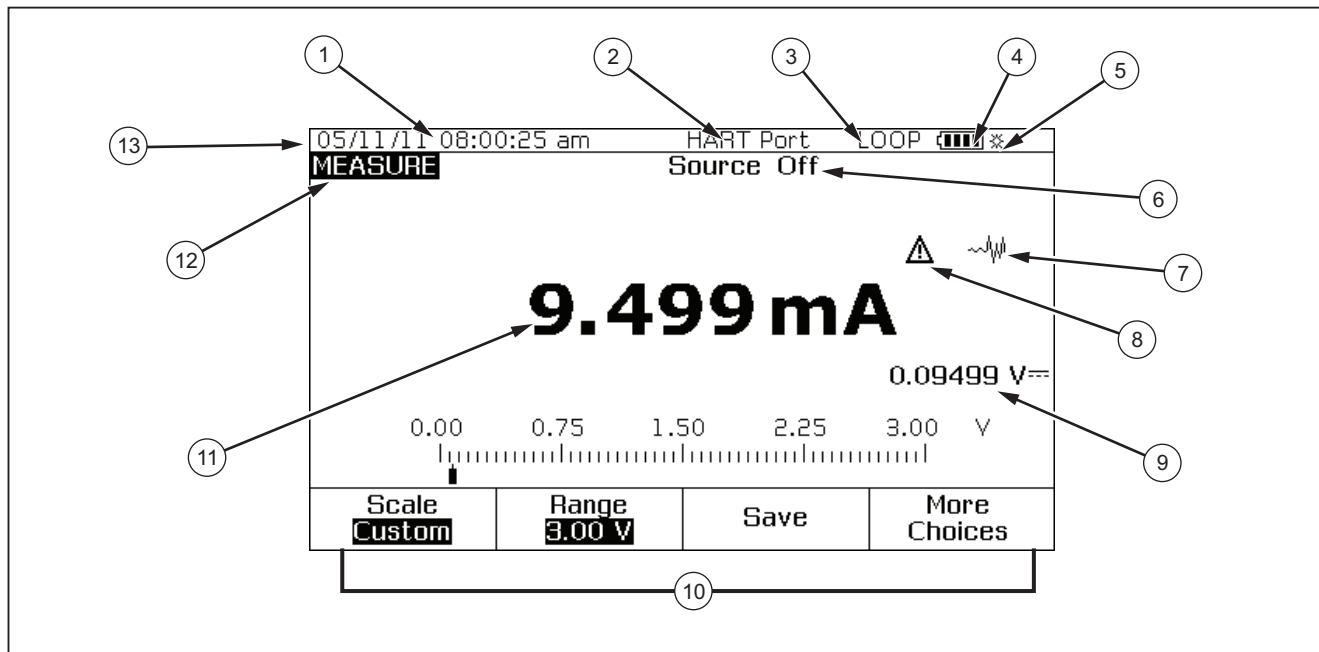 1 2 3 4 5
13
05/11/11 08:00:25 am HART Port LOOP
MEASURE Source Off
6
12
7
9.499 mA
8
0.09499 V
11
0.00 0.75 1.50 2.25 3.00 V
9
Scale Range Save More
Custom 3.00 V Choices
10